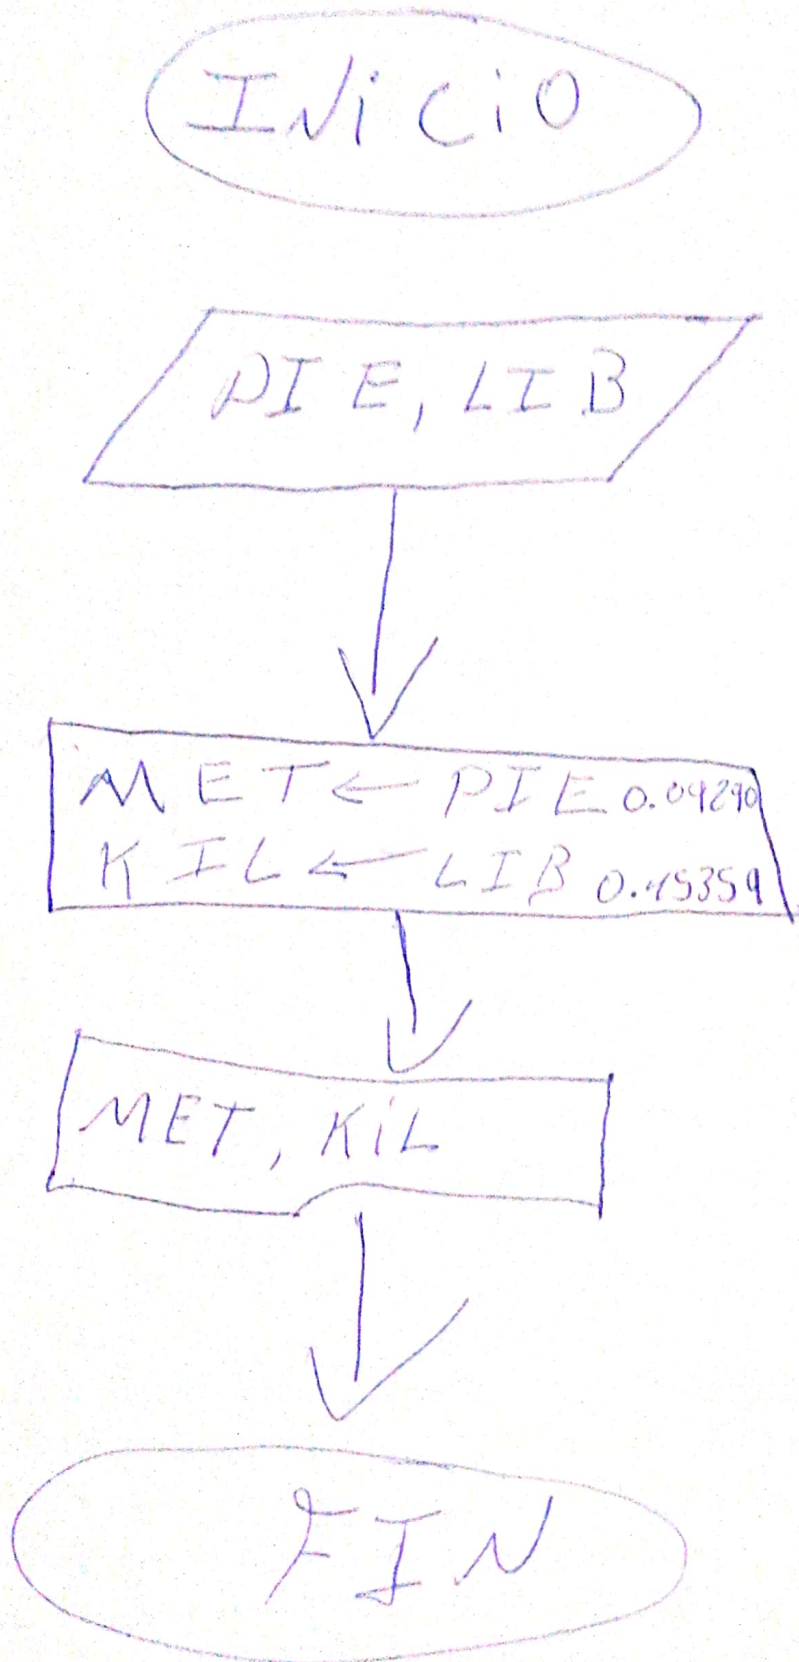 INiCiO
PIE, LIB
MET ← PIE 0.09290
KIL ← LIB 0.45359
MET, KiL
FIN